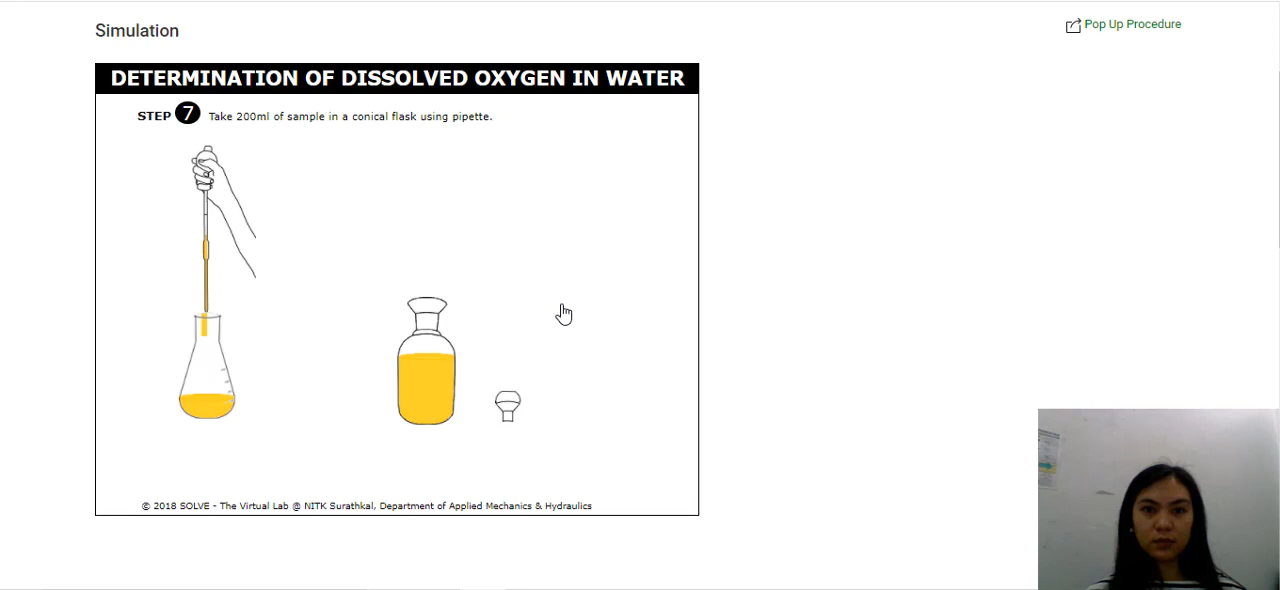 Simulation
Pop Up Procedure
DETERMINATION OF DISSOLVED OXYGEN IN WATER
STEP 7 Take 200ml of sample in a conical flask using pipette.
© 2018 SOLVE - The Virtual Lab @ NITK Surathkal, Department of Applied Mechanics & Hydraulics